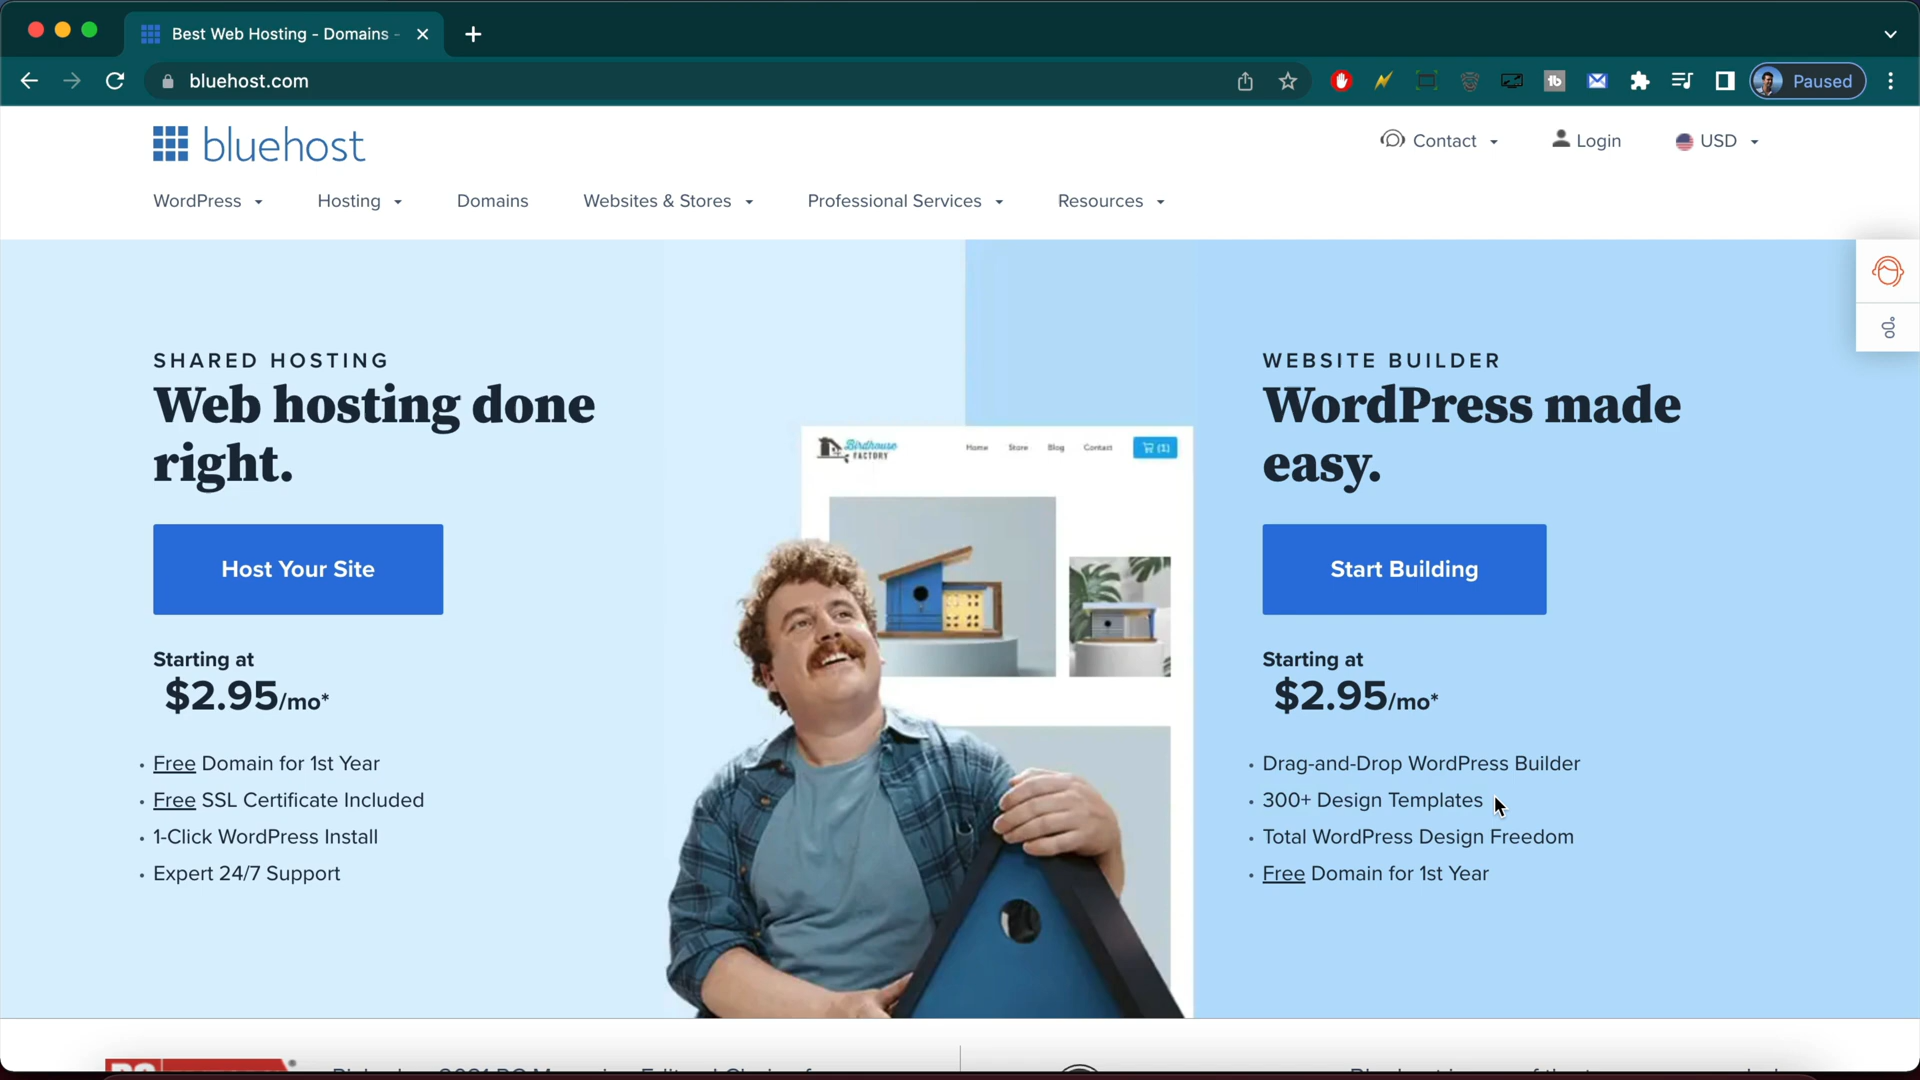 Best Web Hosting - Domains -
bluehost.com
Paused
bluehost
Contact
Login
USD
WordPress
Hosting
Domains
Websites & Stores
Professional Services
Resources
SHARED HOSTING
Web hosting done
right.
Host Your Site
Starting at
$2.95/mo*
• Free Domain for 1st Year
• Free SSL Certificate Included
• 1-Click WordPress Install
• Expert 24/7 Support
Birdhouse
FACTORY
Home
Store
Blog
Contact
(1)
WEBSITE BUILDER
WordPress made
easy.
Start Building
Starting at
$2.95/mo*
• Drag-and-Drop WordPress Builder
• 300+ Design Templates
• Total WordPress Design Freedom
• Free Domain for 1st Year